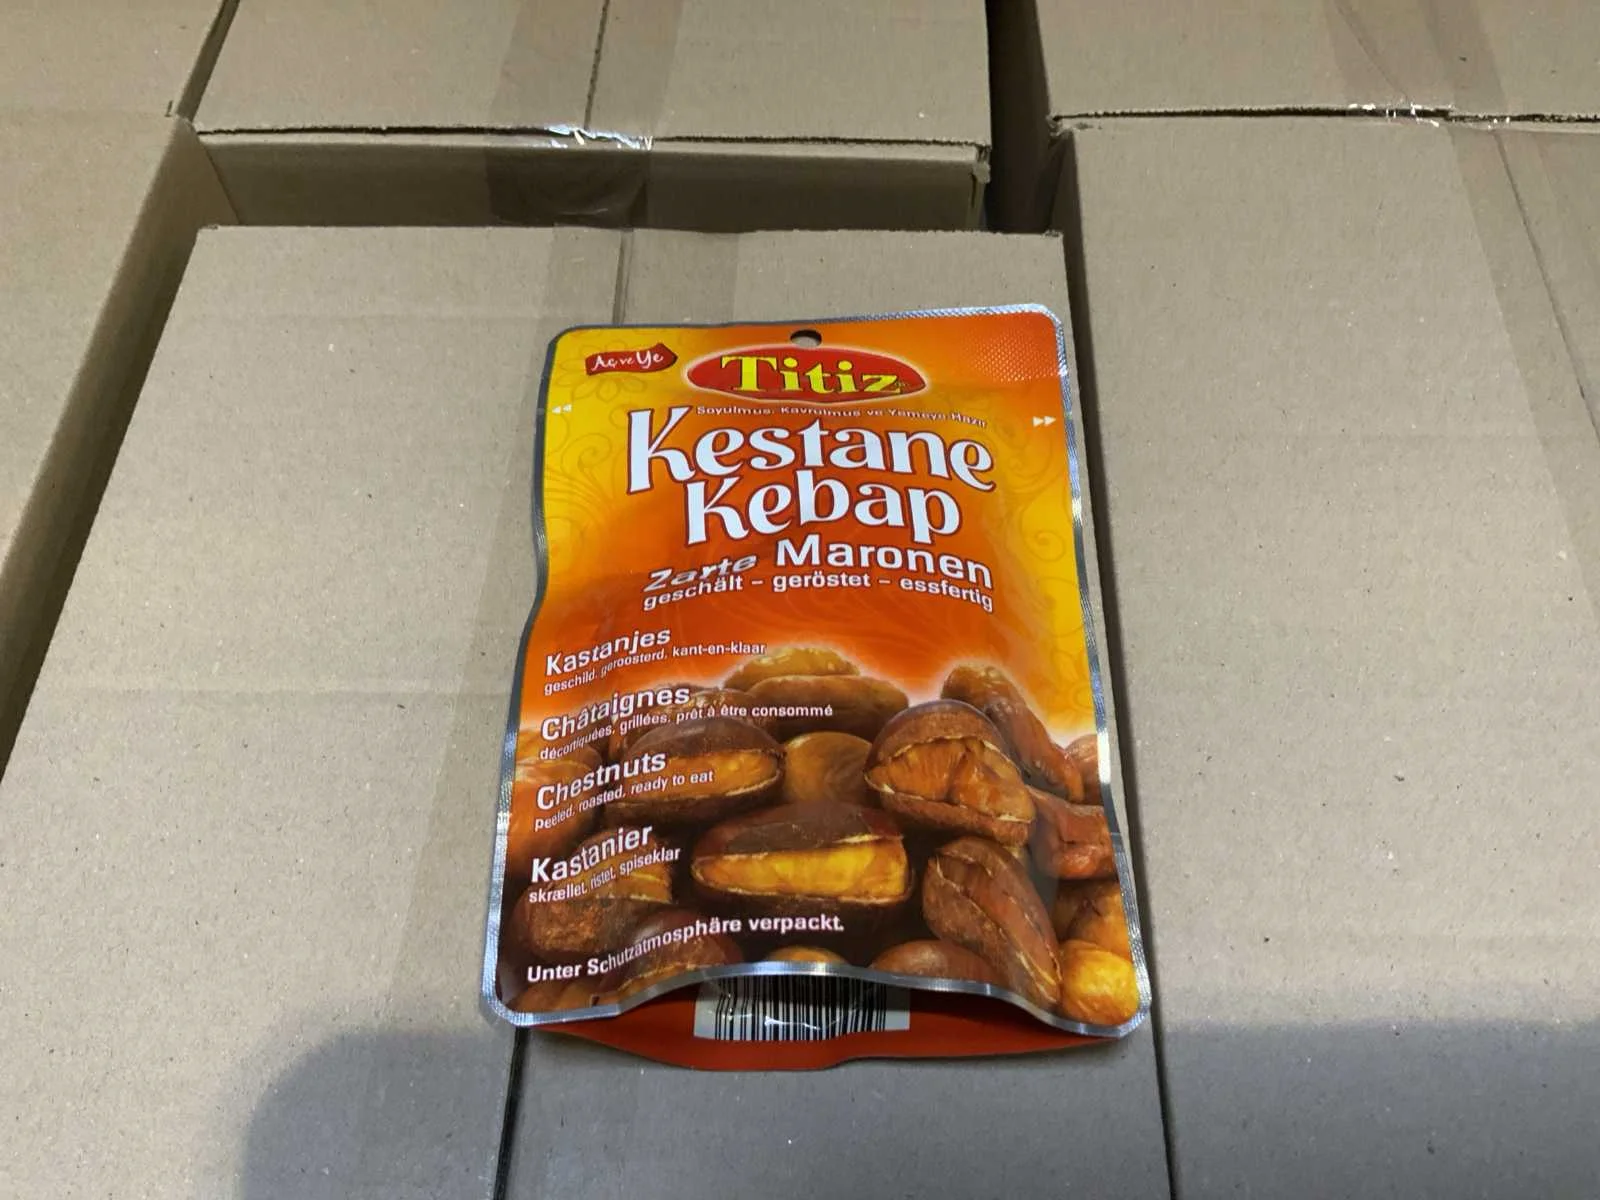 Aç ve Ye
Titiz
Soyulmuş, Kavrulmuş ve Yemeye Hazır
Kestane
Kebap
Zarte Maronen
geschält – geröstet – essfertig
Kastanjes
geschild, geroosterd, kant-en-klaar
Châtaignes
décortiquées, grillées, prêt à être consommé
Chestnuts
peeled, roasted, ready to eat
Kastanier
skrællet, ristet, spiseklar
Unter Schutzatmosphäre verpackt.